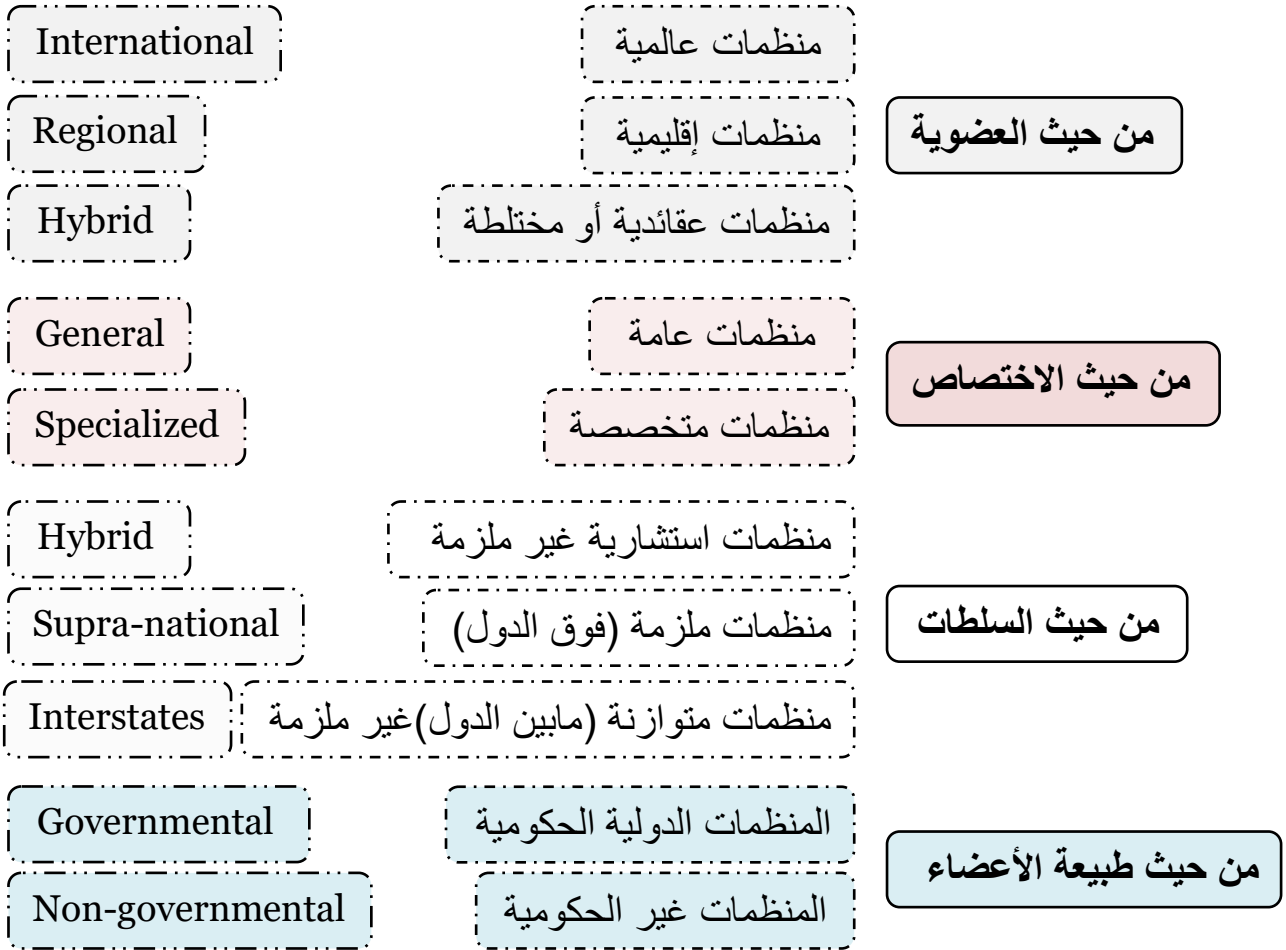 من حيث العضوية
منظمات عالمية
International
منظمات إقليمية
Regional
منظمات عقائدية أو مختلطة
Hybrid
من حيث الاختصاص
منظمات عامة
General
منظمات متخصصة
Specialized
من حيث السلطات
منظمات استشارية غير ملزمة
Hybrid
منظمات ملزمة (فوق الدول)
Supra-national
منظمات متوازنة (مابين الدول)غير ملزمة
Interstates
من حيث طبيعة الأعضاء
المنظمات الدولية الحكومية
Governmental
المنظمات غير الحكومية
Non-governmental